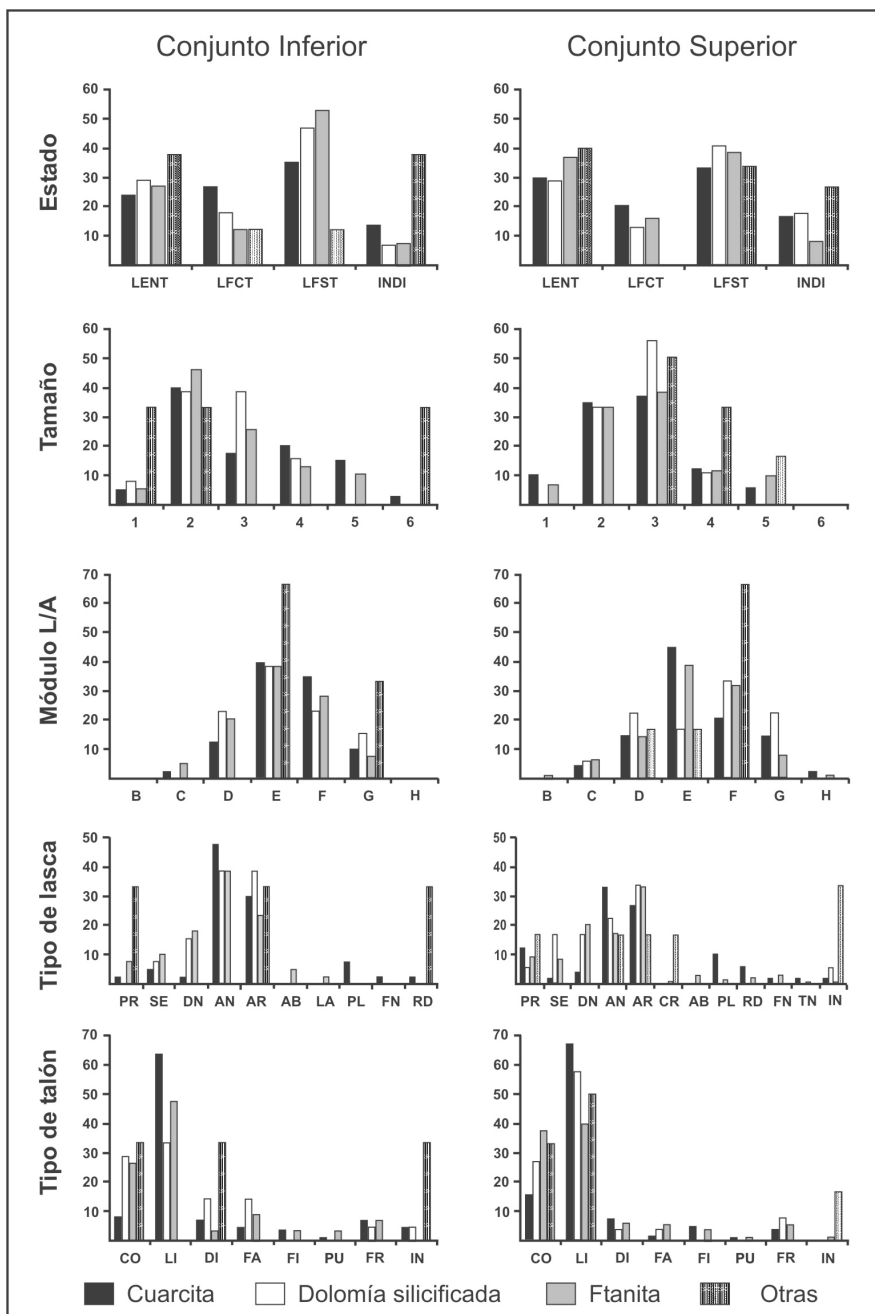 Conjunto Inferior Conjunto Superior
Estado
60 50 40 30 20 10
LENT LFCT LFST INDI
60 50 40 30 20 10
LENT LFCT LFST INDI
Tamaño
60 50 40 30 20 10
1 2 3 4 5 6
60 50 40 30 20 10
1 2 3 4 5 6
Módulo L/A
70 60 50 40 30 20 10
B C D E F G H
70 60 50 40 30 20 10
B C D E F G H
Tipo de lasca
50 40 30 20 10
PR SE DN AN AR AB LA PL FN RD
50 40 30 20 10
PR SE DN AN AR CR AB PL RD FN TN IN
Tipo de talón
70 60 50 40 30 20 10
CO LI DI FA FI PU FR IN
70 60 50 40 30 20 10
CO LI DI FA FI PU FR IN
Cuarcita Dolomía silicificada Ftanita Otras